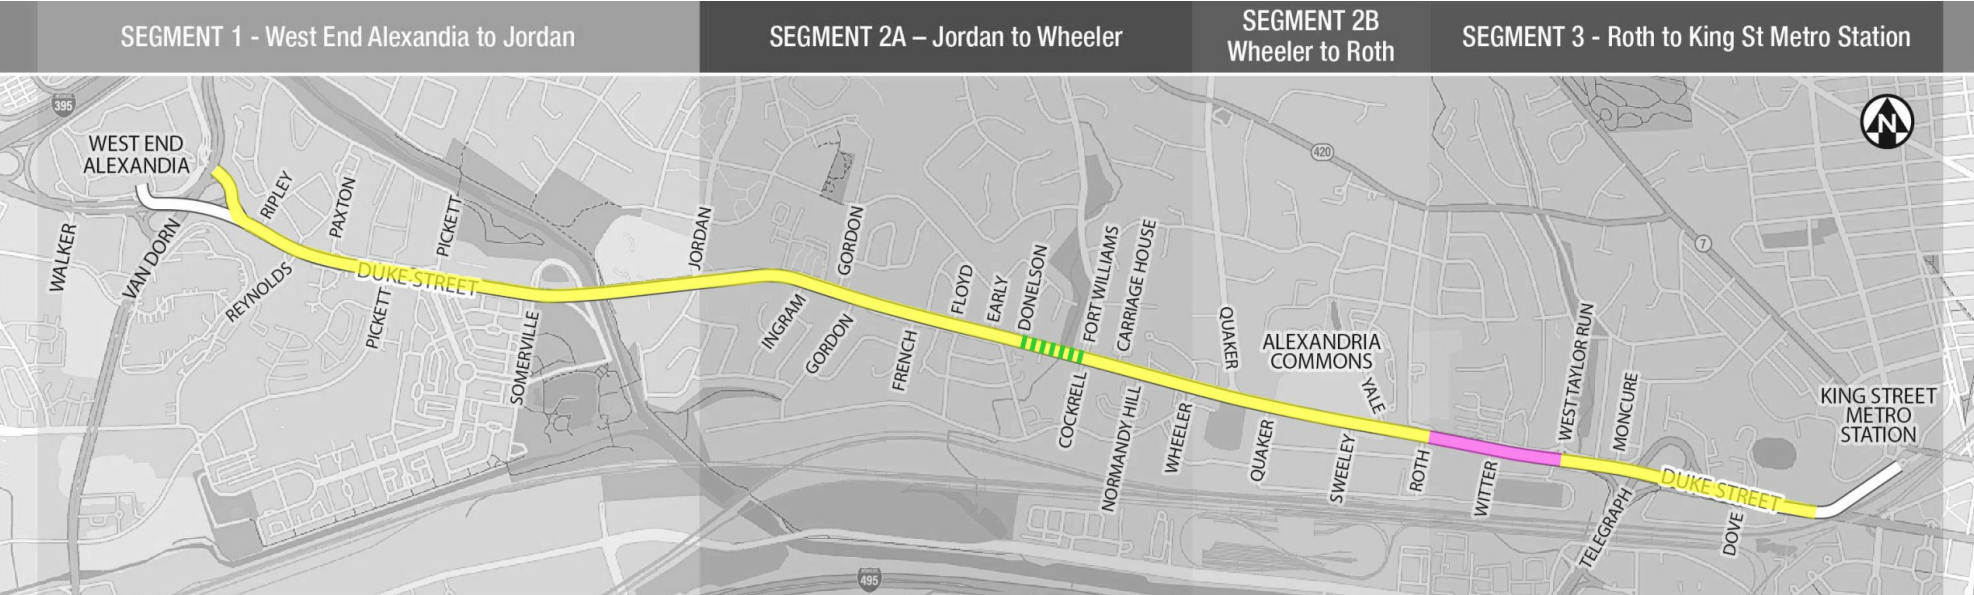 SEGMENT 1 - West End Alexandia to Jordan
SEGMENT 2A – Jordan to Wheeler
SEGMENT 2B
Wheeler to Roth
SEGMENT 3 - Roth to King St Metro Station
395
WEST END
ALEXANDIA
N
420
7
WALKER
VAN DORN
RIPLEY
REYNOLDS
PAXTON
PICKETT
PICKETT
DUKE STREET
SOMERVILLE
JORDAN
INGRAM
GORDON
GORDON
FRENCH
FLOYD
EARLY
DONELSON
COCKRELL
FORT WILLIAMS
NORMANDY HILL
CARRIAGE HOUSE
WHEELER
QUAKER
QUAKER
ALEXANDRIA
COMMONS
SWEELEY
YALE
ROTH
WITTER
WEST TAYLOR RUN
TELEGRAPH
MONCURE
DUKE STREET
DOVE
KING STREET
METRO
STATION
495